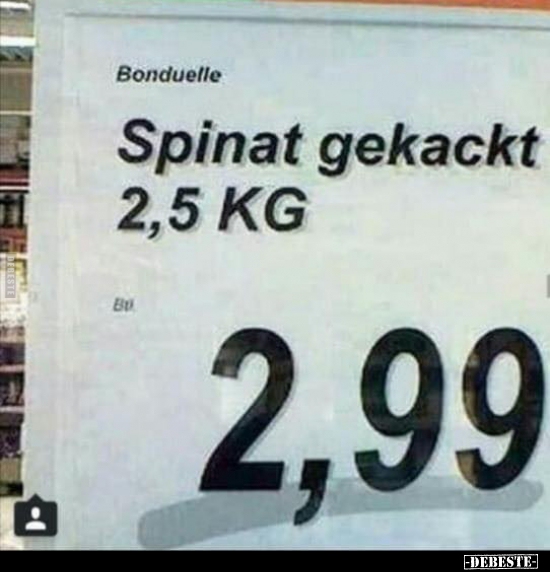 Bonduelle
Spinat gekackt
2,5 KG
Btl.
2,99
-DEBESTE-